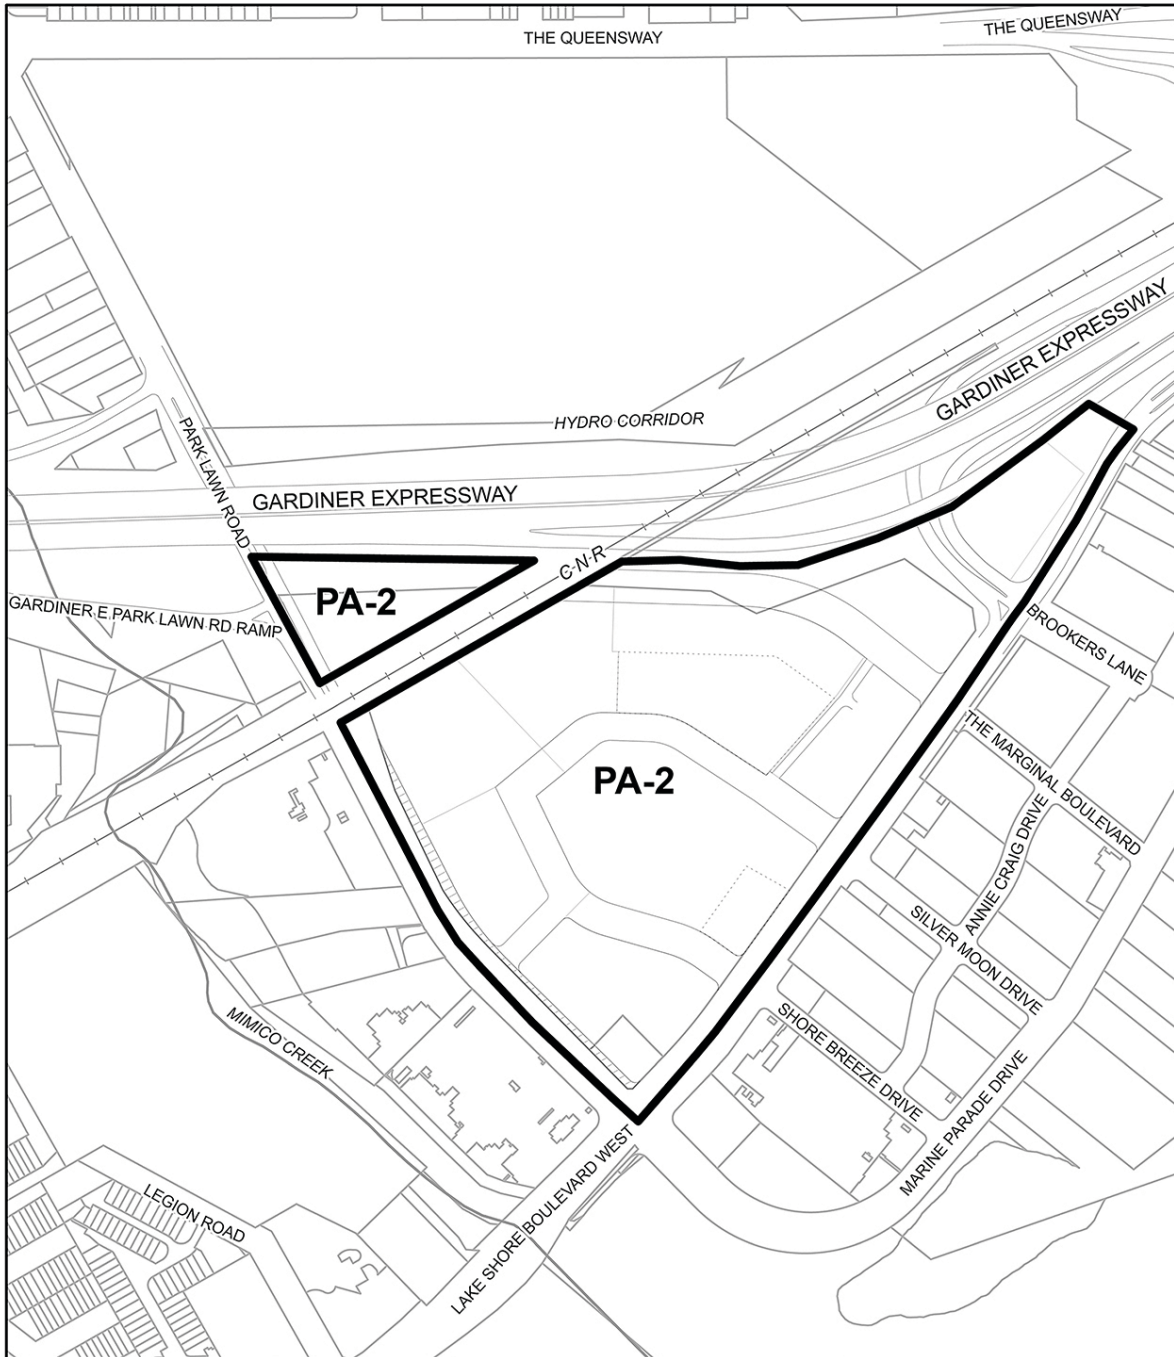 THE QUEENSWAY
THE QUEENSWAY
GARDINER EXPRESSWAY
HYDRO CORRIDOR
PARK LAWN ROAD
GARDINER EXPRESSWAY
C-N-R
PA-2
GARDINER E PARK LAWN RD RAMP
BROOKERS LANE
THE MARGINAL BOULEVARD
PA-2
ANNIE CRAIG DRIVE
SILVER MOON DRIVE
SHORE BREEZE DRIVE
MIMICO CREEK
MARINE PARADE DRIVE
LAKE SHORE BOULEVARD WEST
LEGION ROAD